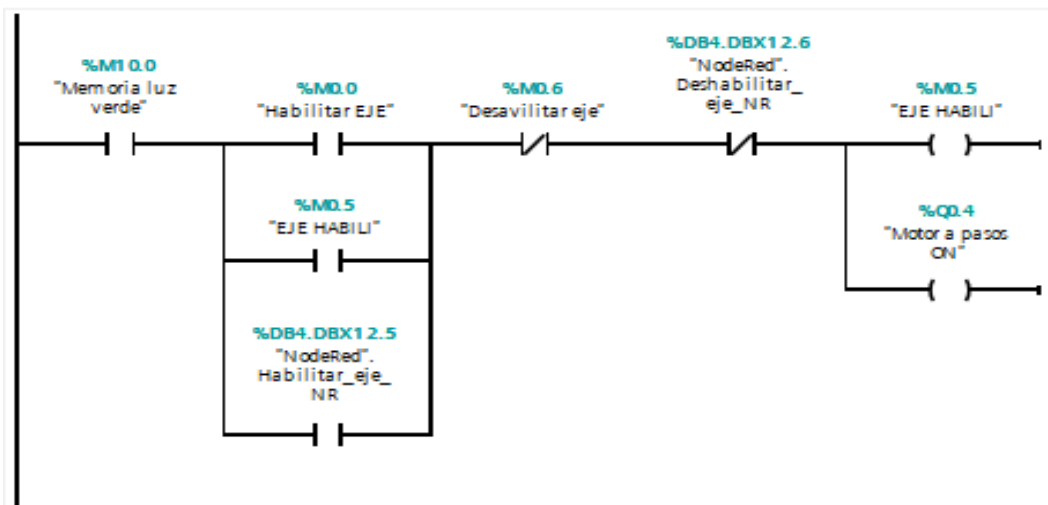 %M10.0
"Memoria luz
verde"
%M0.0
"Habilitar EJE"
%M0.6
"Desavilitar eje"
%DB4.DBX12.6
"NodeRed".
Deshabilitar_
eje_NR
%M0.5
"EJE HABILI"
%M0.5
"EJE HABILI"
%Q0.4
"Motor a pasos
ON"
%DB4.DBX12.5
"NodeRed".
Habilitar_eje_
NR